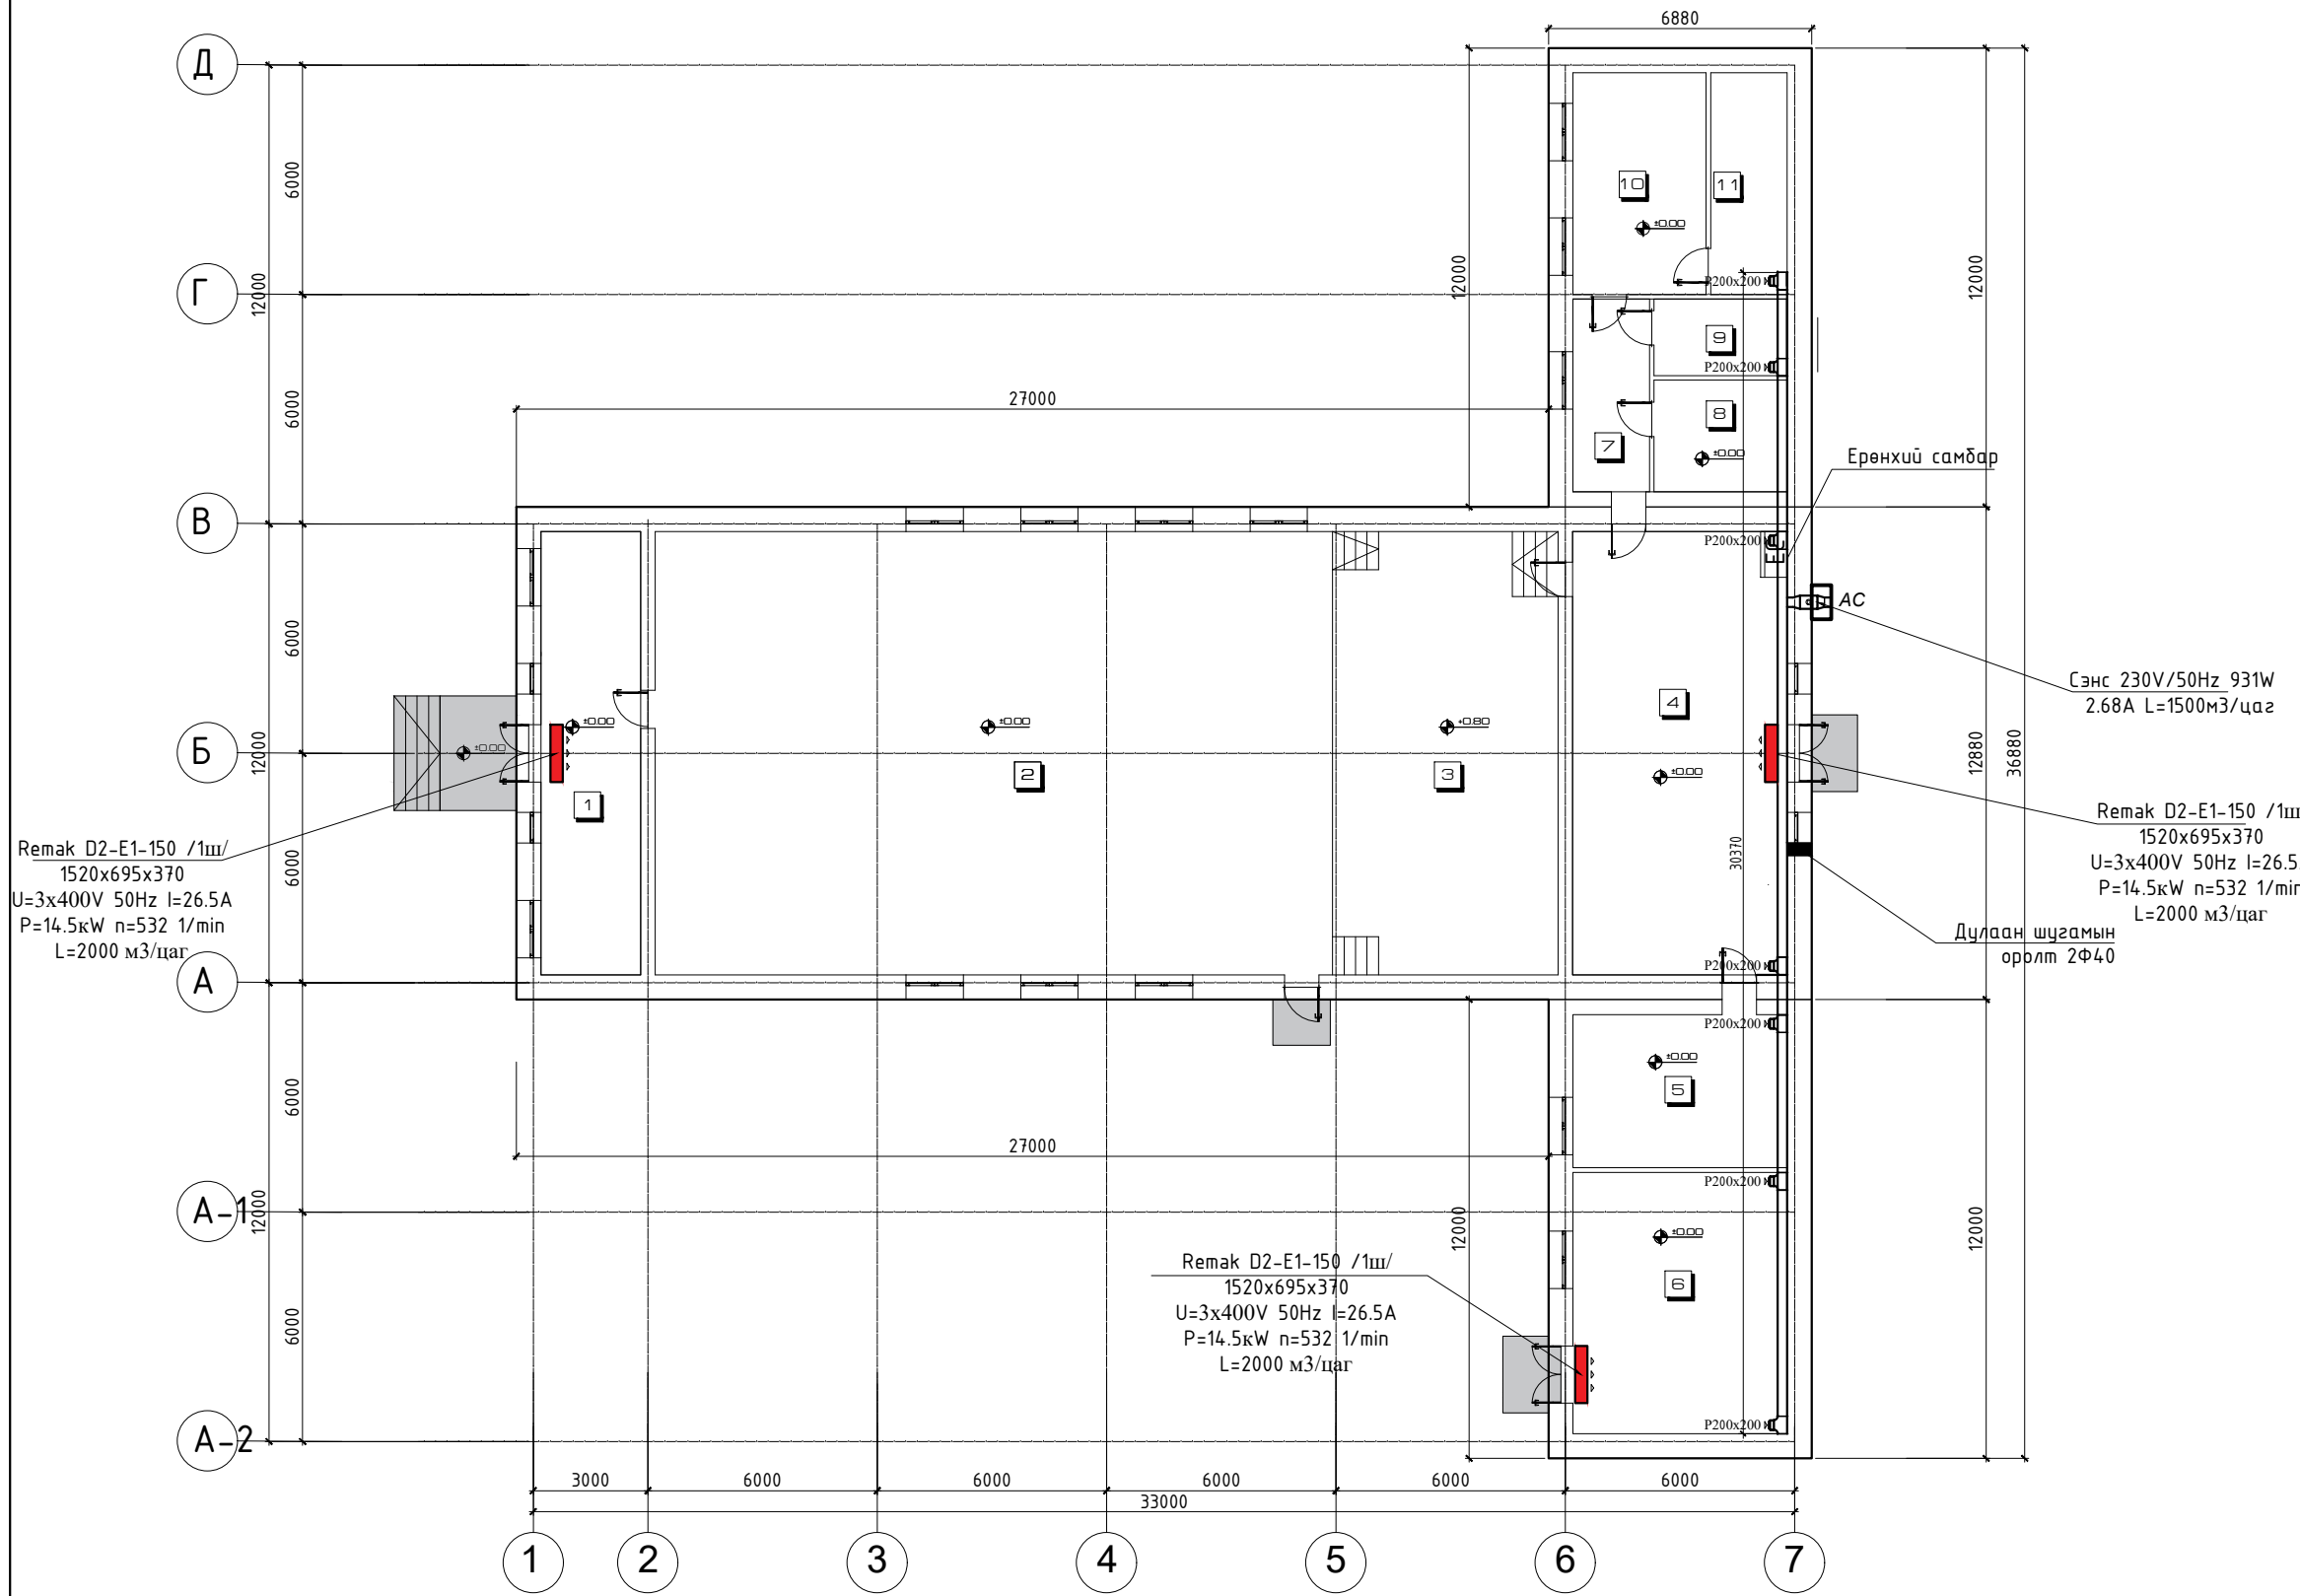 6880
Д
6000
10
11
±0.00
12000
12000
12000
Г
P200x200
9
P200x200
6000
27000
8
7
±0.00
Ерөнхий самбар
В
P200x200
ЕС
АС
6000
Сэнс 230V/50Hz 931W
2.68А L=1500м3/цаг
4
±0.00
±0.00
±0.00
+0.80
Б
12000
12880
36880
2
3
±0.00
1
Remak D2-E1-150 /1ш/
1520x695x370
U=3x400V 50Hz I=26.5A
P=14.5кW n=532 1/min
L=2000 м3/цаг
6000
30370
Remak D2-E1-150 /1ш
1520x695x370
U=3x400V 50Hz I=26.5
P=14.5кW n=532 1/min
L=2000 м3/цаг
Дулаан шугамын
оролт 2Ф40
А
P200x200
P200x200
±0.00
5
6000
27000
P200x200
А-1
12000
12000
12000
±0.00
6
Remak D2-E1-150 /1ш/
1520x695x370
U=3x400V 50Hz I=26.5A
P=14.5кW n=532 1/min
L=2000 м3/цаг
6000
P200x200
А-2
3000
6000
6000
6000
6000
6000
33000
1
2
3
4
5
6
7